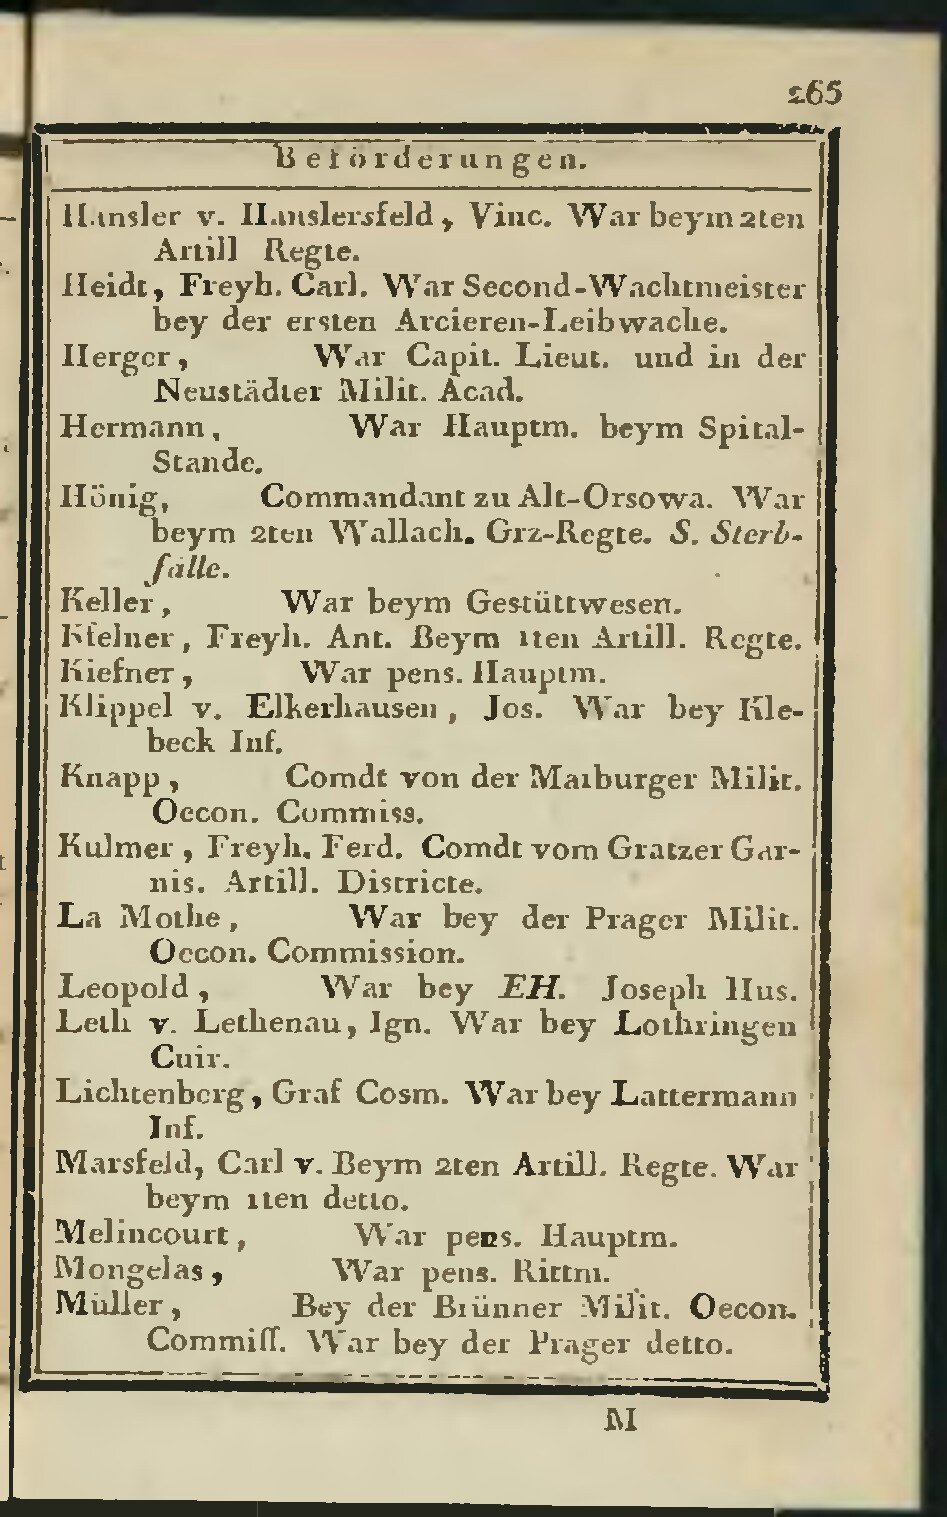 265
Beförderungen.
Hansler v. Hanslersfeld, Vinc. War beym 2ten
Artill Regte.
Heidt, Freyh. Carl. War Second-Wachtmeister
bey der ersten Arcieren-Leibwache.
Herger, War Capit. Lieut. und in der
Neustädter Milit. Acad.
Hermann, War Hauptm. beym Spital-
Stande.
Hönig, Commandant zu Alt-Orsowa. War
beym 2ten Wallach. Grz-Regte. S. Sterb-
fälle.
Keller, War beym Gestüttwesen.
Kfelner, Freyh. Ant. Beym 1ten Artill. Regte.
Kiefner, War pens. Hauptm.
Klippel v. Elkerhausen, Jos. War bey Kle-
beck Inf.
Knapp, Comdt von der Marburger Milit.
Oecon. Commiss.
Kulmer, Freyh. Ferd. Comdt vom Gratzer Gar-
nis. Artill. Districte.
La Mothe, War bey der Prager Milit.
Oecon. Commission.
Leopold, War bey EH. Joseph Hus.
Leth v. Lethenau, Ign. War bey Lothringen
Cuir.
Lichtenberg, Graf Cosm. War bey Lattermann
Inf.
Marsfeld, Carl v. Beym 2ten Artill. Regte. War
beym 1ten detto.
Melincourt, War pens. Hauptm.
Mongelas, War pens. Rittm.
Müller, Bey der Brünner Milit. Oecon.
Commiss. War bey der Prager detto.
M